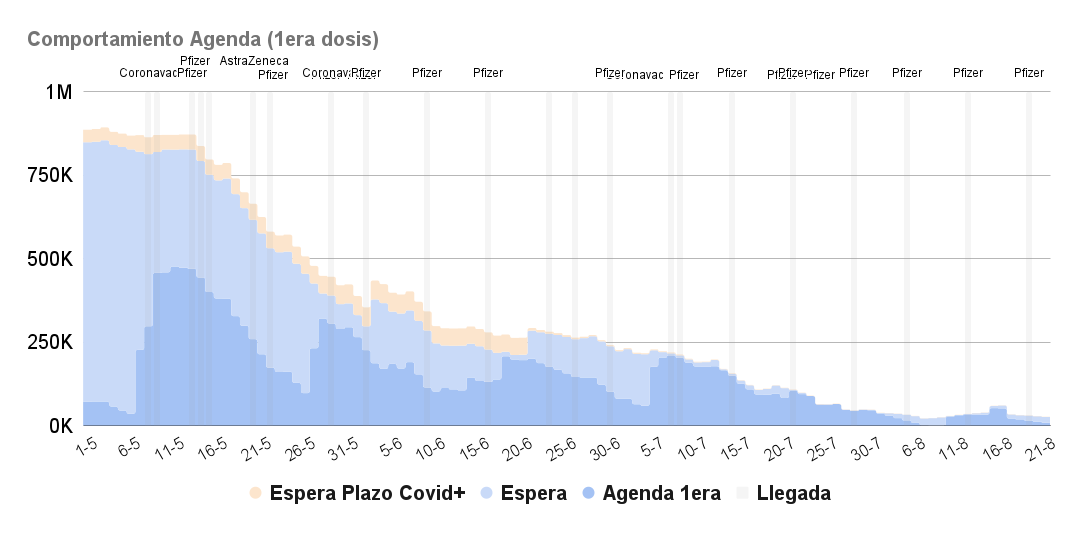 Comportamiento Agenda (1era dosis)
Pfizer AstraZeneca
Coronavac Pfizer Pfizer Coronavac Pfizer Pfizer Pfizer Pfizer Coronavac Pfizer Pfizer Pfizer Pfizer Pfizer Pfizer Pfizer Pfizer
1M
750K
500K
250K
0K
1-5 6-5 11-5 16-5 21-5 26-5 31-5 5-6 10-6 15-6 20-6 25-6 30-6 5-7 10-7 15-7 20-7 25-7 30-7 6-8 11-8 16-8 21-8
Espera Plazo Covid+ Espera Agenda 1era Llegada